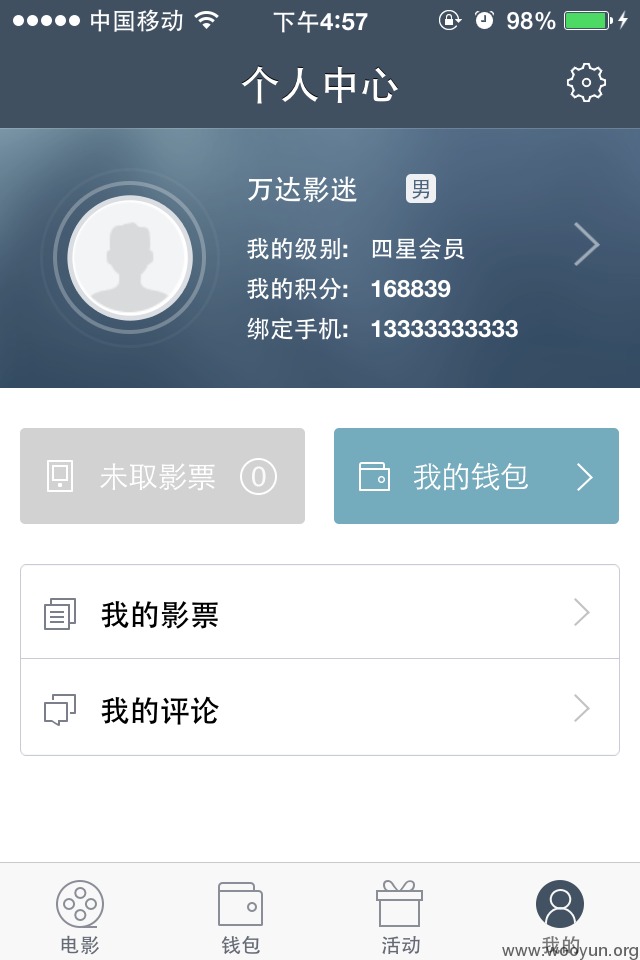 中国移动 下午4:57 98%
个人中心
万达影迷 男
我的级别: 四星会员
我的积分: 168839
绑定手机: 13333333333
未取影票 0
我的钱包
我的影票
我的评论
电影 钱包 活动 我的
www.wooyun.org